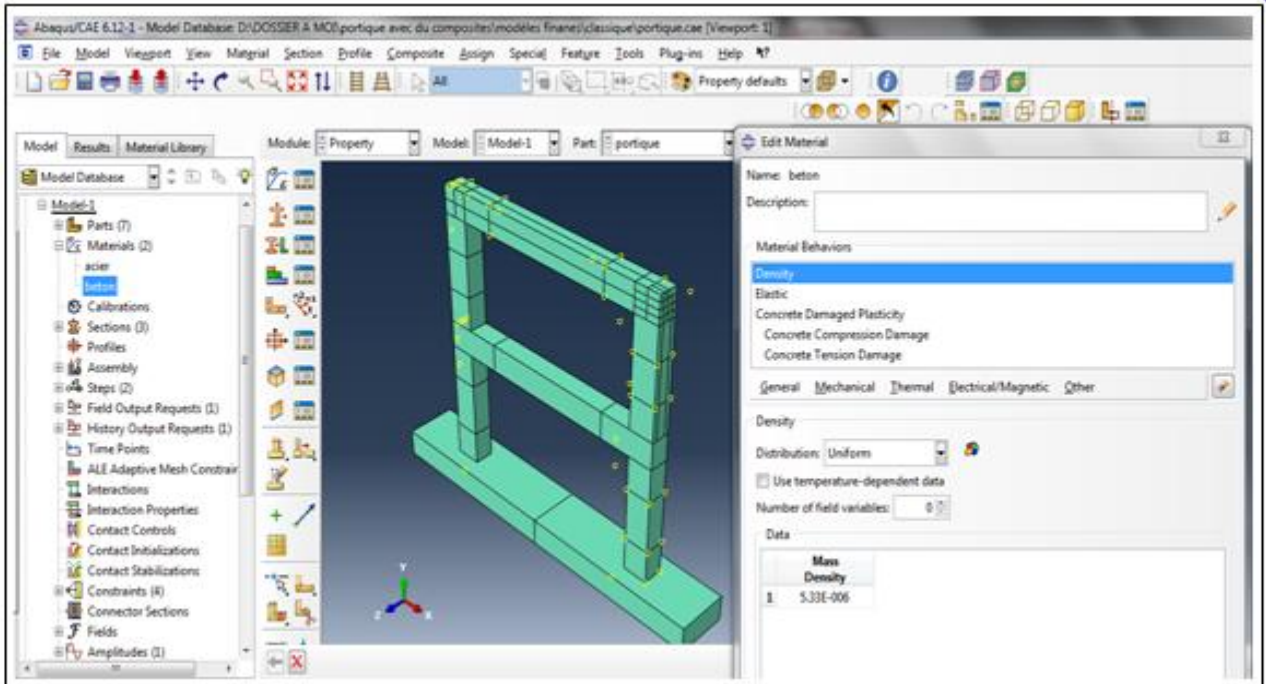 Abaqus/CAE 6.12-1 - Model Database: D:\DOSSIER A MOI\portique avec du composites\modéles finanes\classique\portique.cae [Viewport: 1]
File Model Viewport View Material Section Profile Composite Assign Special Feature Tools Plug-ins Help
All Property defaults
Model Results Material Library Module: Property Model: Model-1 Part: portique
Model Database
Model-1
Parts (7)
Materials (2)
acier
beton
Calibrations
Sections (3)
Profiles
Assembly
Steps (2)
Field Output Requests (1)
History Output Requests (1)
Time Points
ALE Adaptive Mesh Constrair
Interactions
Interaction Properties
Contact Controls
Contact Initializations
Contact Stabilizations
Constraints (4)
Connector Sections
Fields
Amplitudes (1)
Y
Z X
Edit Material
Name: beton
Description:
Material Behaviors
Density
Elastic
Concrete Damaged Plasticity
Concrete Compression Damage
Concrete Tension Damage
General Mechanical Thermal Electrical/Magnetic Other
Density
Distribution: Uniform
Use temperature-dependent data
Number of field variables: 0
Data
Mass
Density
1 5.33E-006